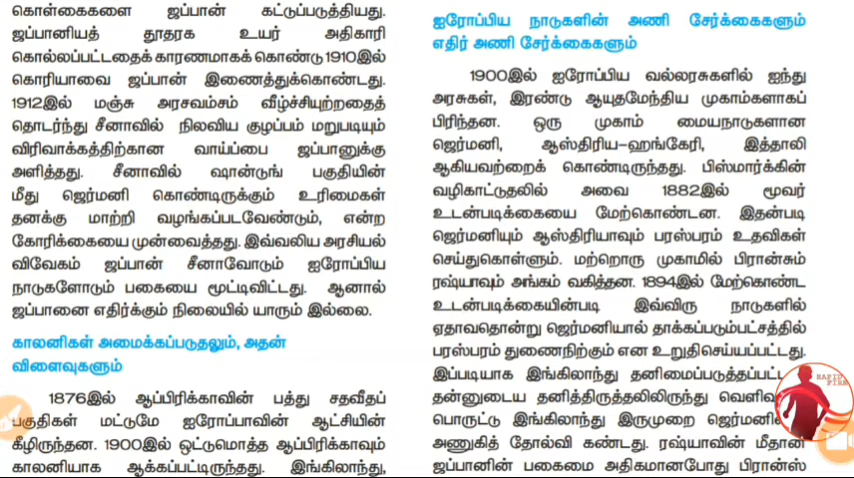 கொள்கைகளை ஜப்பான் கட்டுப்படுத்தியது.
ஜப்பானியத் தூதரக உயர் அதிகாரி
கொல்லப்பட்டதைக் காரணமாகக் கொண்டு 1910இல்
கொரியாவை ஜப்பான் இணைத்துக்கொண்டது.
1912இல் மஞ்சு அரசவம்சம் வீழ்ச்சியுற்றதைத்
தொடர்ந்து சீனாவில் நிலவிய குழப்பம் மறுபடியும்
விரிவாக்கத்திற்கான வாய்ப்பை ஜப்பானுக்கு
அளித்தது. சீனாவில் ஷான்டுங் பகுதியின்
மீது ஜெர்மனி கொண்டிருக்கும் உரிமைகள்
தனக்கு மாற்றி வழங்கப்படவேண்டும், என்ற
கோரிக்கையை முன்வைத்தது. இவ்வலிய அரசியல்
விவேகம் ஜப்பான் சீனாவோடும் ஐரோப்பிய
நாடுகளோடும் பகையை மூட்டிவிட்டது. ஆனால்
ஜப்பானை எதிர்க்கும் நிலையில் யாரும் இல்லை.
காலனிகள் அமைக்கப்படுதலும், அதன்
விளைவுகளும்
1876இல் ஆப்பிரிக்காவின் பத்து சதவீதப்
பகுதிகள் மட்டுமே ஐரோப்பாவின் ஆட்சியின்
கீழிருந்தன. 1900இல் ஒட்டுமொத்த ஆப்பிரிக்காவும்
காலனியாக ஆக்கப்பட்டிருந்தது. இங்கிலாந்து,
ஐரோப்பிய நாடுகளின் அணி சேர்க்கைகளும்
எதிர் அணி சேர்க்கைகளும்
1900இல் ஐரோப்பிய வல்லரசுகளில் ஐந்து
அரசுகள், இரண்டு ஆயுதமேந்திய முகாம்களாகப்
பிரிந்தன. ஒரு முகாம் மையநாடுகளான
ஜெர்மனி, ஆஸ்திரிய-ஹங்கேரி, இத்தாலி
ஆகியவற்றைக் கொண்டிருந்தது. பிஸ்மார்க்கின்
வழிகாட்டுதலில் அவை 1882இல் மூவர்
உடன்படிக்கையை மேற்கொண்டன. இதன்படி
ஜெர்மனியும் ஆஸ்திரியாவும் பரஸ்பரம் உதவிகள்
செய்துகொள்ளும். மற்றொரு முகாமில் பிரான்சும்
ரஷ்யாவும் அங்கம் வகித்தன. 1894இல் மேற்கொண்ட
உடன்படிக்கையின்படி இவ்விரு நாடுகளில்
ஏதாவதொன்று ஜெர்மனியால் தாக்கப்படும்பட்சத்தில்
பரஸ்பரம் துணைநிற்கும் என உறுதிசெய்யப்பட்டது.
இப்படியாக இங்கிலாந்து
தன்னுடைய தனித்திருத்தலிலிருந்து
பொருட்டு இங்கிலாந்து இருமுறை
அணுகித் தோல்வி கண்டது. ரஷ்யாவின் மீதான
ஜப்பானின் பகைமை அதிகமானபோது பிரான்ஸ்
RAPID
FIRE